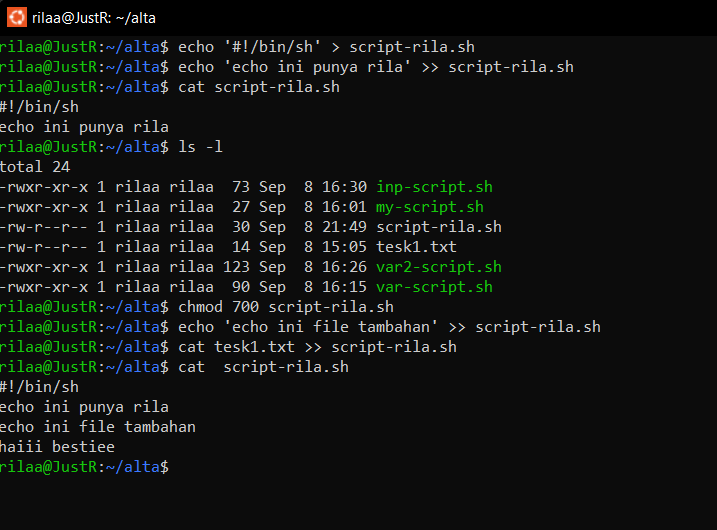 rilaa@JustR: ~/alta
rilaa@JustR:~/alta$ echo '#!/bin/sh' > script-rila.sh
rilaa@JustR:~/alta$ echo 'echo ini punya rila' >> script-rila.sh
rilaa@JustR:~/alta$ cat script-rila.sh
#!/bin/sh
echo ini punya rila
rilaa@JustR:~/alta$ ls -l
total 24
-rwxr-xr-x 1 rilaa rilaa  73 Sep  8 16:30 inp-script.sh
-rwxr-xr-x 1 rilaa rilaa  27 Sep  8 16:01 my-script.sh
-rw-r--r-- 1 rilaa rilaa  30 Sep  8 21:49 script-rila.sh
-rw-r--r-- 1 rilaa rilaa  14 Sep  8 15:05 tesk1.txt
-rwxr-xr-x 1 rilaa rilaa 123 Sep  8 16:26 var2-script.sh
-rwxr-xr-x 1 rilaa rilaa  90 Sep  8 16:15 var-script.sh
rilaa@JustR:~/alta$ chmod 700 script-rila.sh
rilaa@JustR:~/alta$ echo 'echo ini file tambahan' >> script-rila.sh
rilaa@JustR:~/alta$ cat tesk1.txt >> script-rila.sh
rilaa@JustR:~/alta$ cat  script-rila.sh
#!/bin/sh
echo ini punya rila
echo ini file tambahan
haiii bestiee
rilaa@JustR:~/alta$